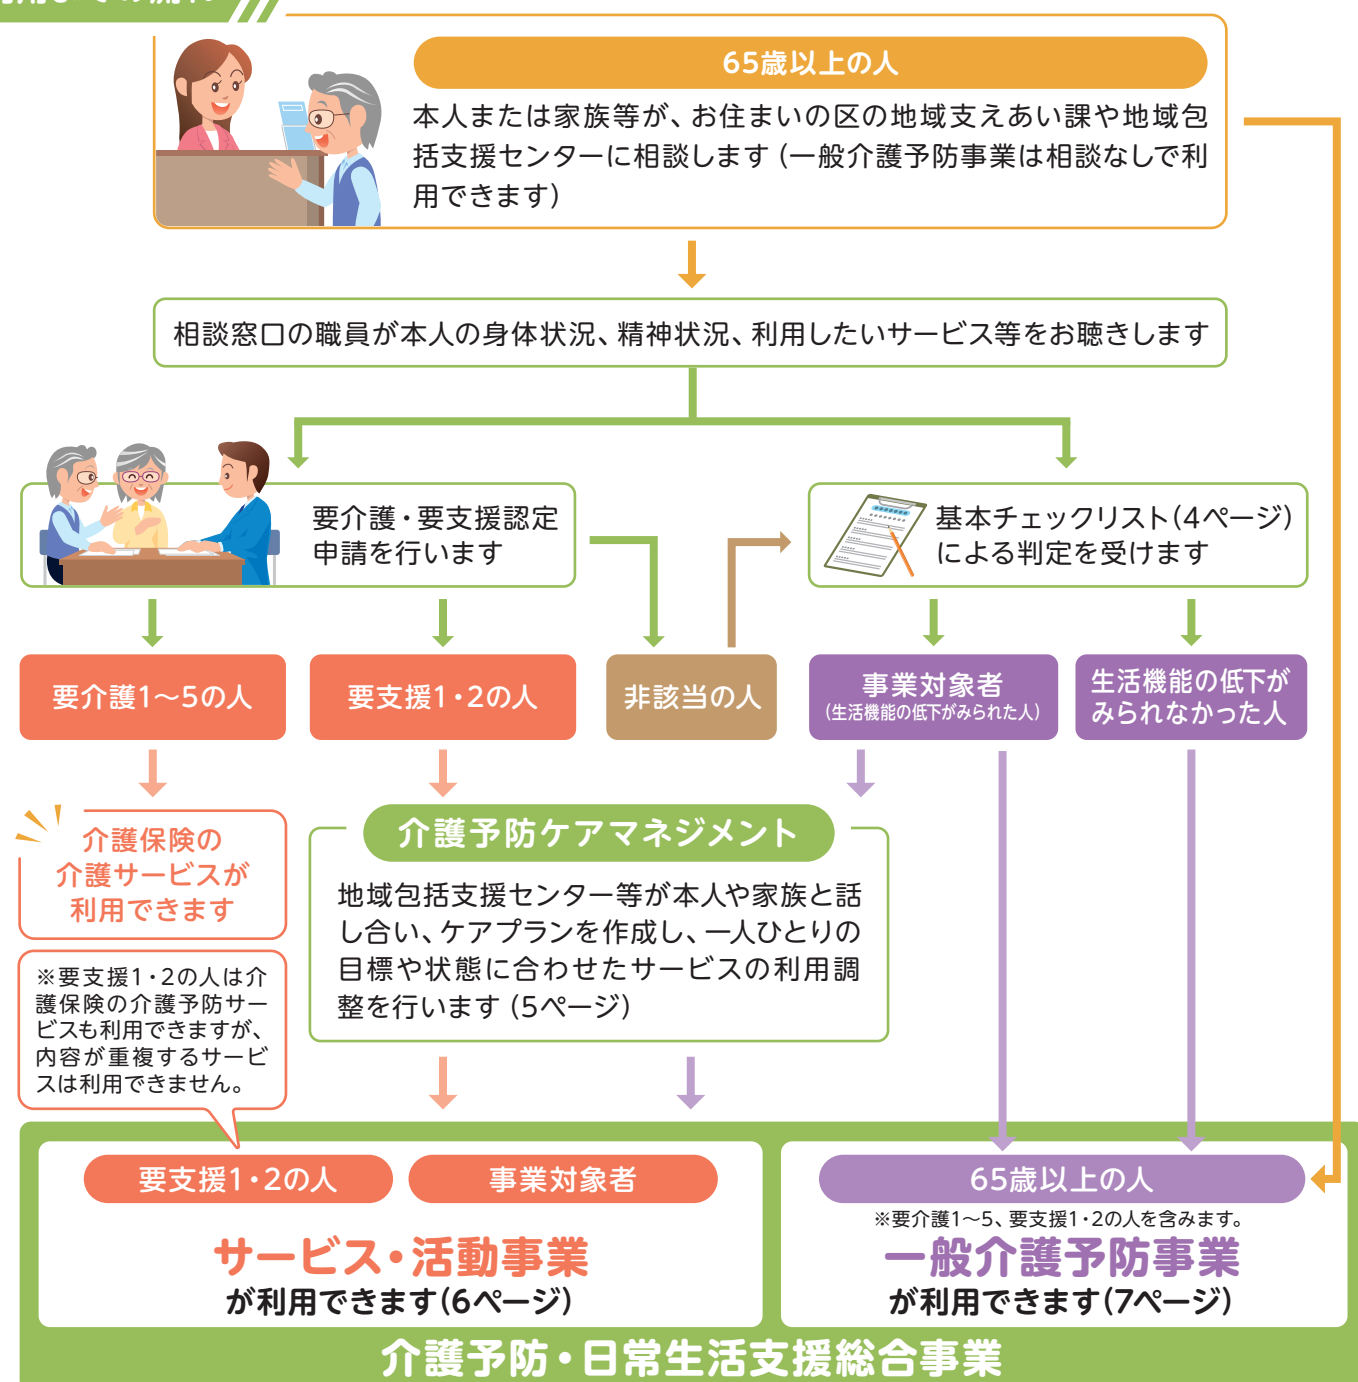 65歳以上の人
本人または家族等が、お住まいの区の地域支えあい課や地域包
括支援センターに相談します（一般介護予防事業は相談なしで利
用できます）
相談窓口の職員が本人の身体状況、精神状況、利用したいサービス等をお聴きします
要介護・要支援認定
申請を行います
基本チェックリスト（4ページ）
による判定を受けます
要介護1～5の人
要支援1・2の人
非該当の人
事業対象者
（生活機能の低下がみられた人）
生活機能の低下が
みられなかった人
介護保険の
介護サービスが
利用できます
※要支援1・2の人は介
護保険の介護予防サー
ビスも利用できますが、
内容が重複するサービ
スは利用できません。
介護予防ケアマネジメント
地域包括支援センター等が本人や家族と話
し合い、ケアプランを作成し、一人ひとりの
目標や状態に合わせたサービスの利用調
整を行います（5ページ）
要支援1・2の人
事業対象者
サービス・活動事業
が利用できます（6ページ）
65歳以上の人
※要介護1～5、要支援1・2の人を含みます。
一般介護予防事業
が利用できます（7ページ）
介護予防・日常生活支援総合事業